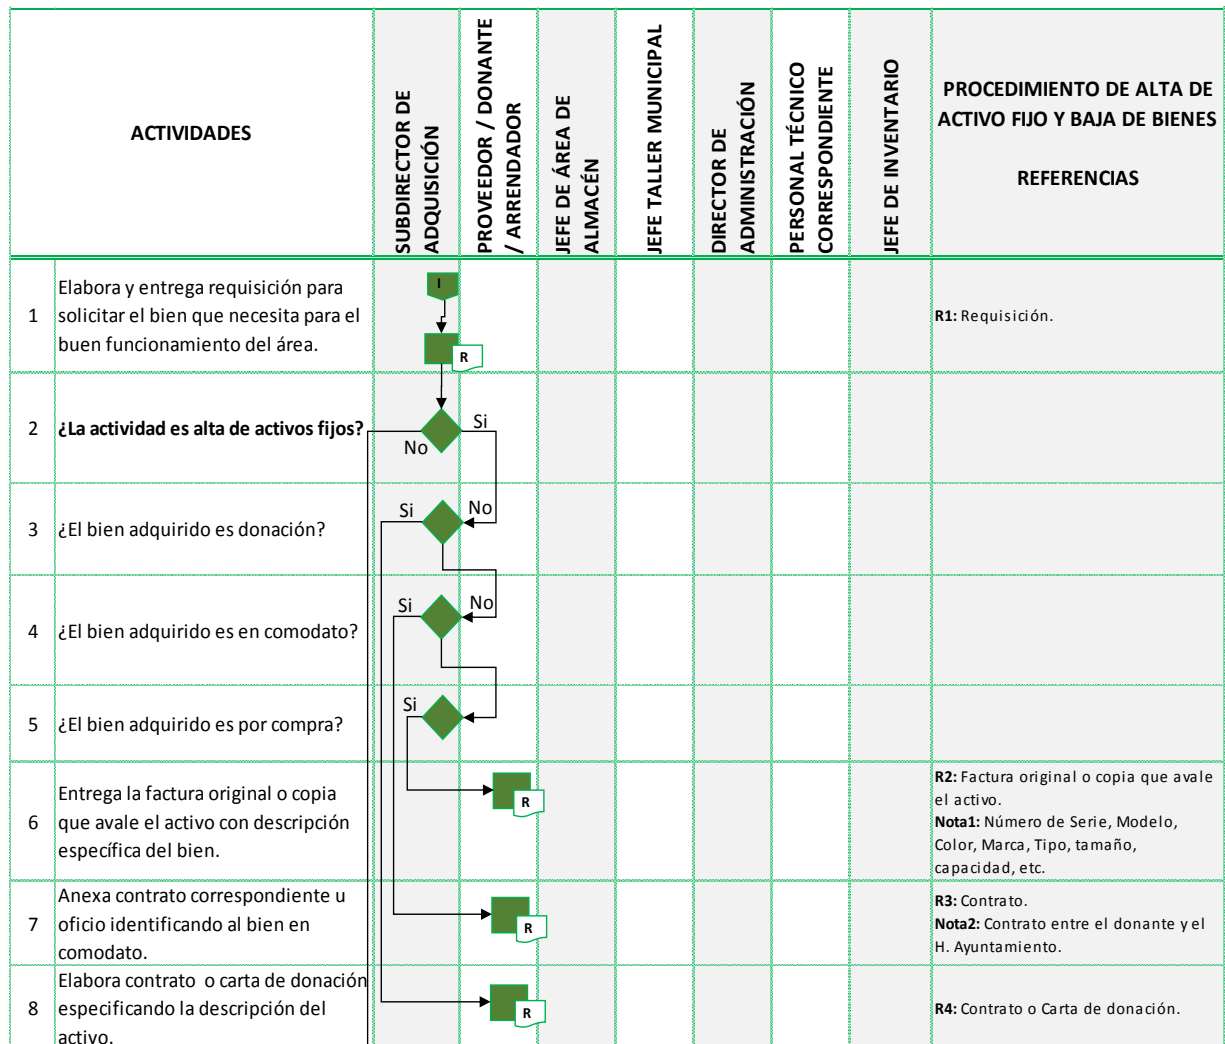 ACTIVIDADES
SUBDIRECTOR DE
ADQUISICIÓN
PROVEEDOR / DONANTE
/ ARRENDADOR
JEFE DE ÁREA DE
ALMACÉN
JEFE TALLER MUNICIPAL
DIRECTOR DE
ADMINISTRACIÓN
PERSONAL TÉCNICO
CORRESPONDIENTE
JEFE DE INVENTARIO
PROCEDIMIENTO DE ALTA DE
ACTIVO FIJO Y BAJA DE BIENES
REFERENCIAS
1
Elabora y entrega requisición para
solicitar el bien que necesita para el
buen funcionamiento del área.
I
R
R1: Requisición.
2
¿La actividad es alta de activos fijos?
Si
No
3
¿El bien adquirido es donación?
Si
No
4
¿El bien adquirido es en comodato?
Si
No
5
¿El bien adquirido es por compra?
Si
6
Entrega la factura original o copia
que avale el activo con descripción
específica del bien.
R
R2: Factura original o copia que avale
el activo.
Nota1: Número de Serie, Modelo,
Color, Marca, Tipo, tamaño,
capacidad, etc.
7
Anexa contrato correspondiente u
oficio identificando al bien en
comodato.
R
R3: Contrato.
Nota2: Contrato entre el donante y el
H. Ayuntamiento.
8
Elabora contrato o carta de donación
especificando la descripción del
activo.
R
R4: Contrato o Carta de donación.